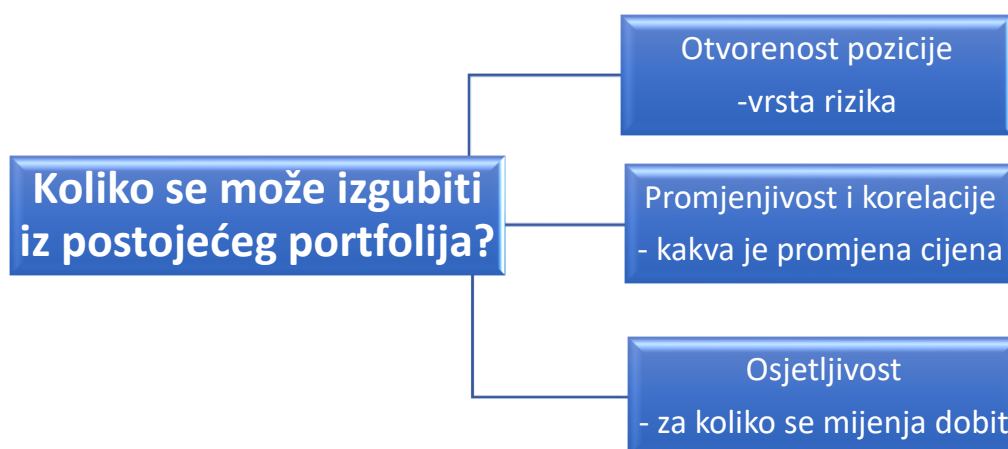 Koliko se može izgubiti
iz postojećeg portfolija?
Otvorenost pozicije
-vrsta rizika
Promjenjivost i korelacije
- kakva je promjena cijena
Osjetljivost
- za koliko se mijenja dobit